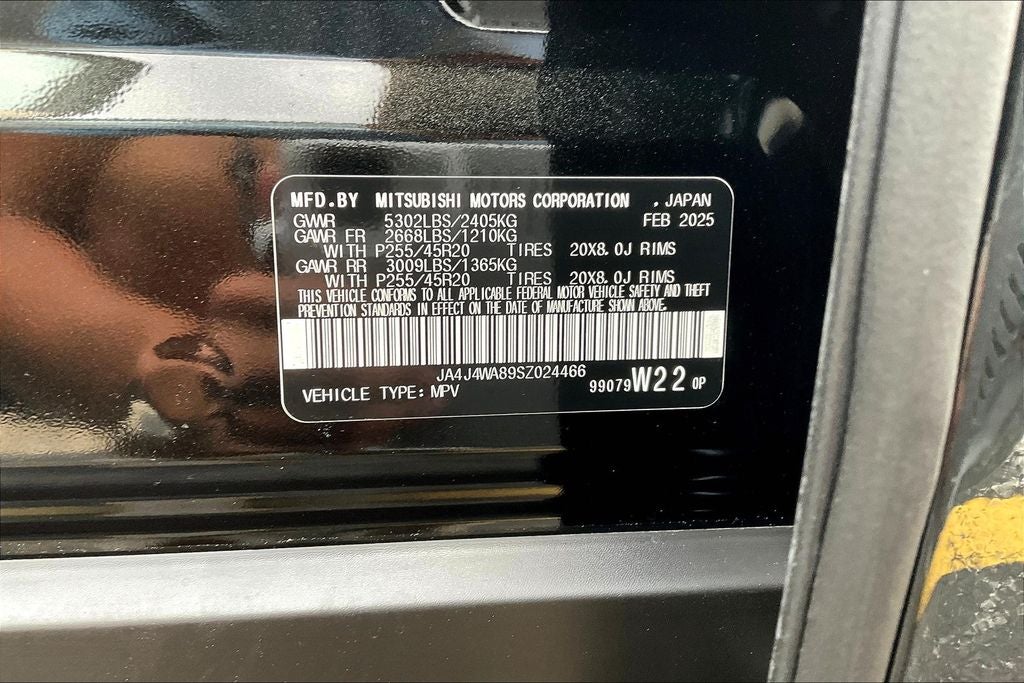 MFD.BY MITSUBISHI MOTORS CORPORATION , JAPAN
GWR 5302LBS/2405KG FEB 2025
GAWR FR 2668LBS/1210KG
WITH P255/45R20 TIRES 20X8.0J RIMS
GAWR RR 3009LBS/1365KG
WITH P255/45R20 TIRES 20X8.0J RIMS
THIS VEHICLE CONFORMS TO ALL APPLICABLE FEDERAL MOTOR VEHICLE SAFETY AND THEFT
PREVENTION STANDARDS IN EFFECT ON THE DATE OF MANUFACTURE SHOWN ABOVE.
JA4J4WA89SZ024466
VEHICLE TYPE: MPV 99079 W22 0P